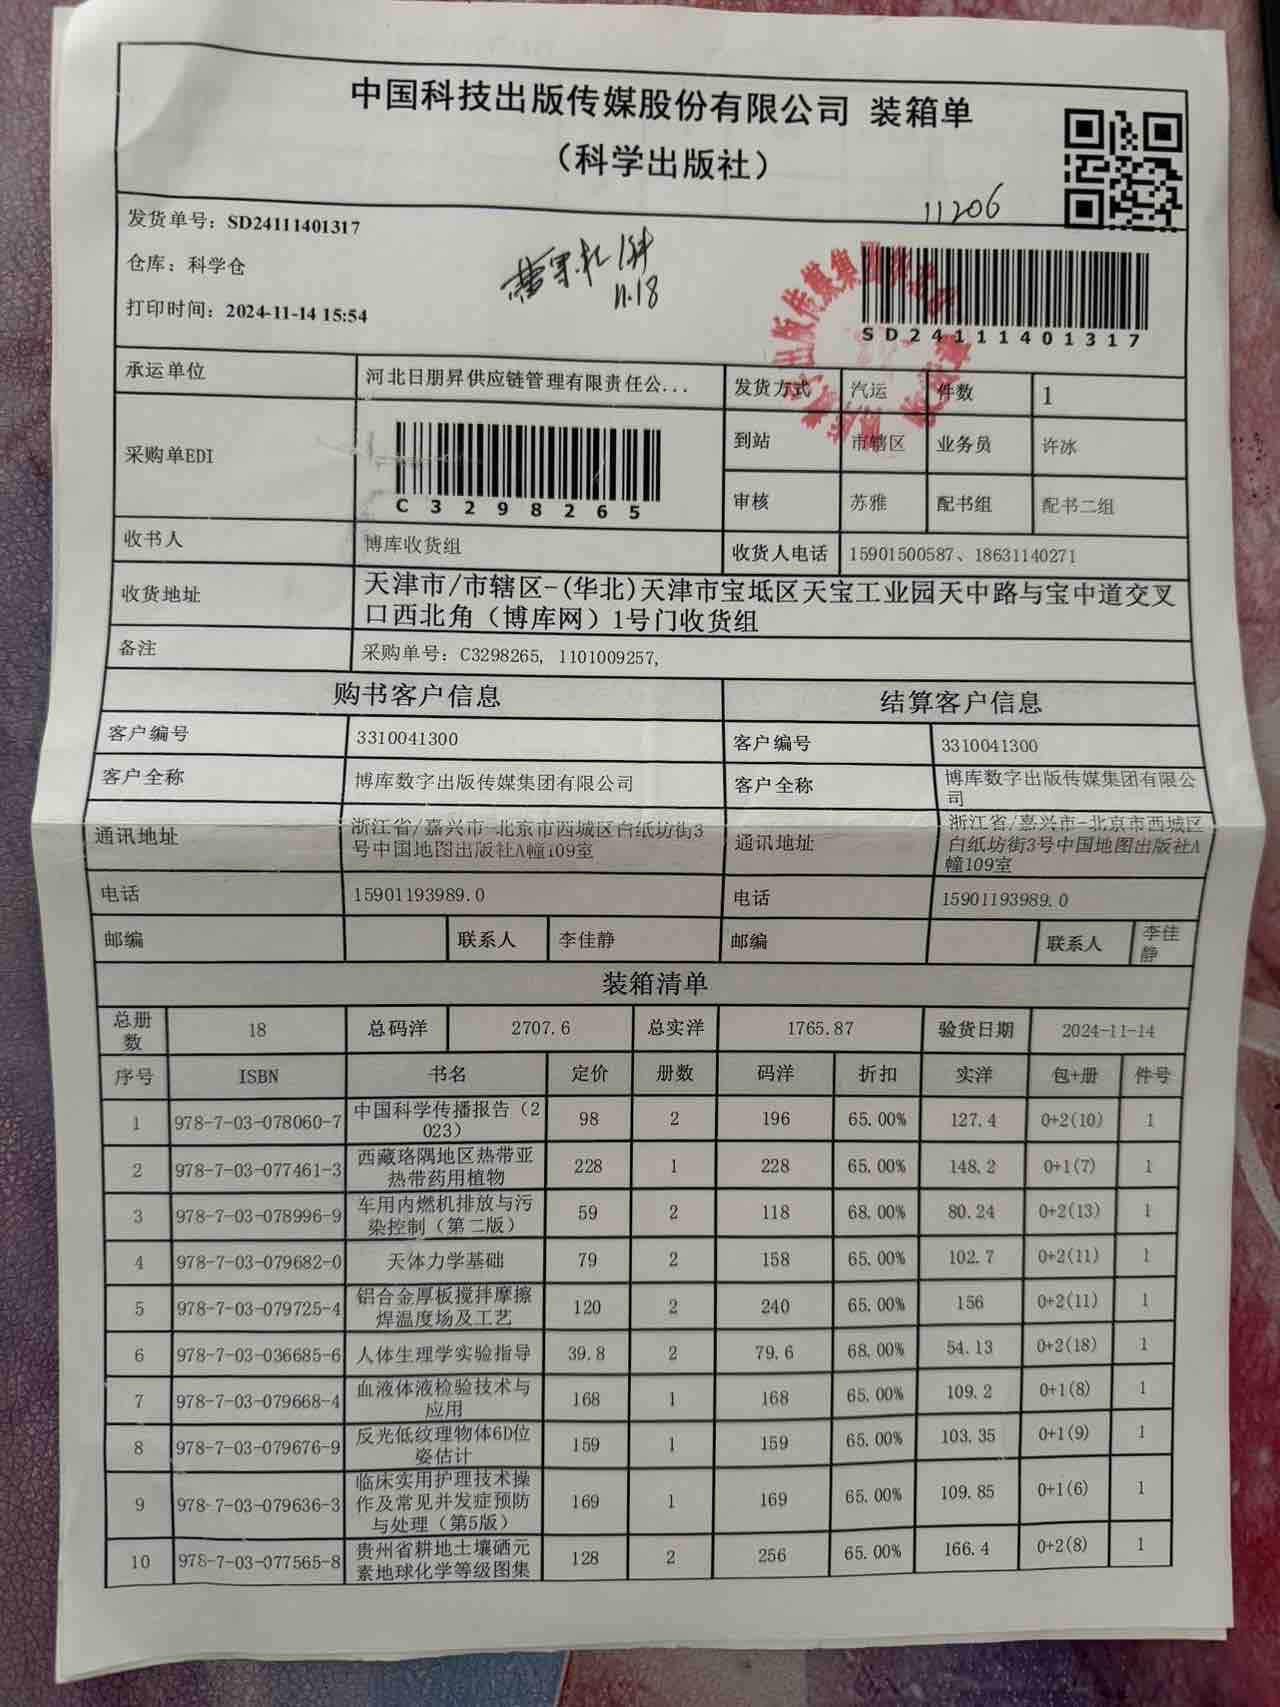 中国科技出版传媒股份有限公司 装箱单
（科学出版社）
11206
发货单号：SD24111401317
仓库：科学仓
11.18
打印时间：2024-11-14 15:54
SD24111401317
承运单位 河北日朋昇供应链管理有限责任公... 发货方式 汽运 件数 1
采购单EDI C3298265 到站 市辖区 业务员 许冰
审核 苏雅 配书组 配书二组
收书人 博库收货组 收货人电话 15901500587、18631140271
收货地址 天津市/市辖区-(华北)天津市宝坻区天宝工业园天中路与宝中道交叉
口西北角（博库网）1号门收货组
备注 采购单号：C3298265, 1101009257,
购书客户信息 结算客户信息
客户编号 3310041300 客户编号 3310041300
客户全称 博库数字出版传媒集团有限公司 客户全称 博库数字出版传媒集团有限公
司
通讯地址 浙江省/嘉兴市-北京市西城区白纸坊街3
号中国地图出版社A幢109室 通讯地址 浙江省/嘉兴市-北京市西城区
白纸坊街3号中国地图出版社A
幢109室
电话 15901193989.0 电话 15901193989.0
邮编 联系人 李佳静 邮编 联系人 李佳
静
装箱清单
总册
数 18 总码洋 2707.6 总实洋 1765.87 验货日期 2024-11-14
序号 ISBN 书名 定价 册数 码洋 折扣 实洋 包+册 件号
1 978-7-03-078060-7 中国科学传播报告（2
023） 98 2 196 65.00% 127.4 0+2(10) 1
2 978-7-03-077461-3 西藏珞隅地区热带亚
热带药用植物 228 1 228 65.00% 148.2 0+1(7) 1
3 978-7-03-078996-9 车用内燃机排放与污
染控制（第二版） 59 2 118 68.00% 80.24 0+2(13) 1
4 978-7-03-079682-0 天体力学基础 79 2 158 65.00% 102.7 0+2(11) 1
5 978-7-03-079725-4 铝合金厚板搅拌摩擦
焊温度场及工艺 120 2 240 65.00% 156 0+2(11) 1
6 978-7-03-036685-6 人体生理学实验指导 39.8 2 79.6 68.00% 54.13 0+2(18) 1
7 978-7-03-079668-4 血液体液检验技术与
应用 168 1 168 65.00% 109.2 0+1(8) 1
8 978-7-03-079676-9 反光低纹理物体6D位
姿估计 159 1 159 65.00% 103.35 0+1(9) 1
9 978-7-03-079636-3 临床实用护理技术操
作及常见并发症预防
与处理（第5版） 169 1 169 65.00% 109.85 0+1(6) 1
10 978-7-03-077565-8 贵州省耕地土壤硒元
素地球化学等级图集 128 2 256 65.00% 166.4 0+2(8) 1